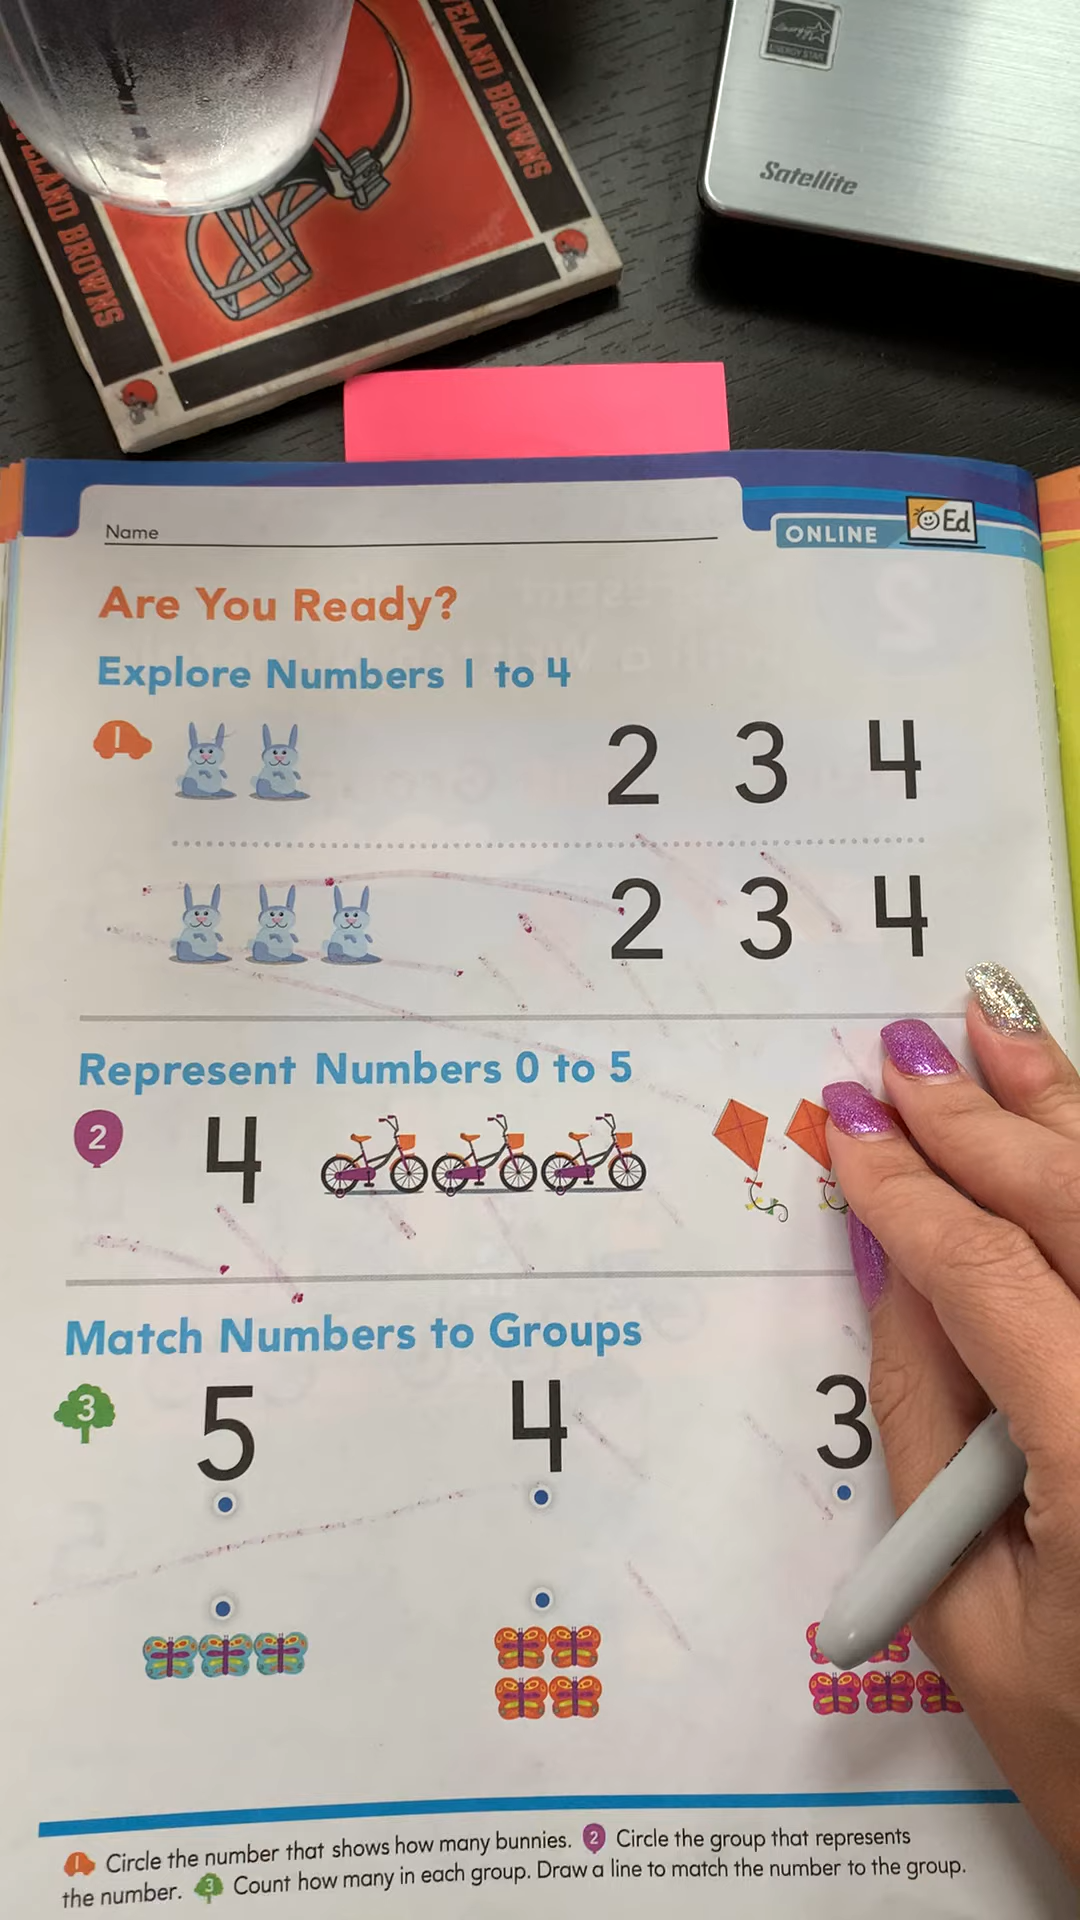 CLEVELAND BROWNS
ENERGY STAR
Satellite
Name
ONLINE
Ed
Are You Ready?
Explore Numbers 1 to 4
1
2 3 4
2 3 4
Represent Numbers 0 to 5
2 4
Match Numbers to Groups
3 5 4 3
1 Circle the number that shows how many bunnies. 2 Circle the group that represents
the number. 3 Count how many in each group. Draw a line to match the number to the group.